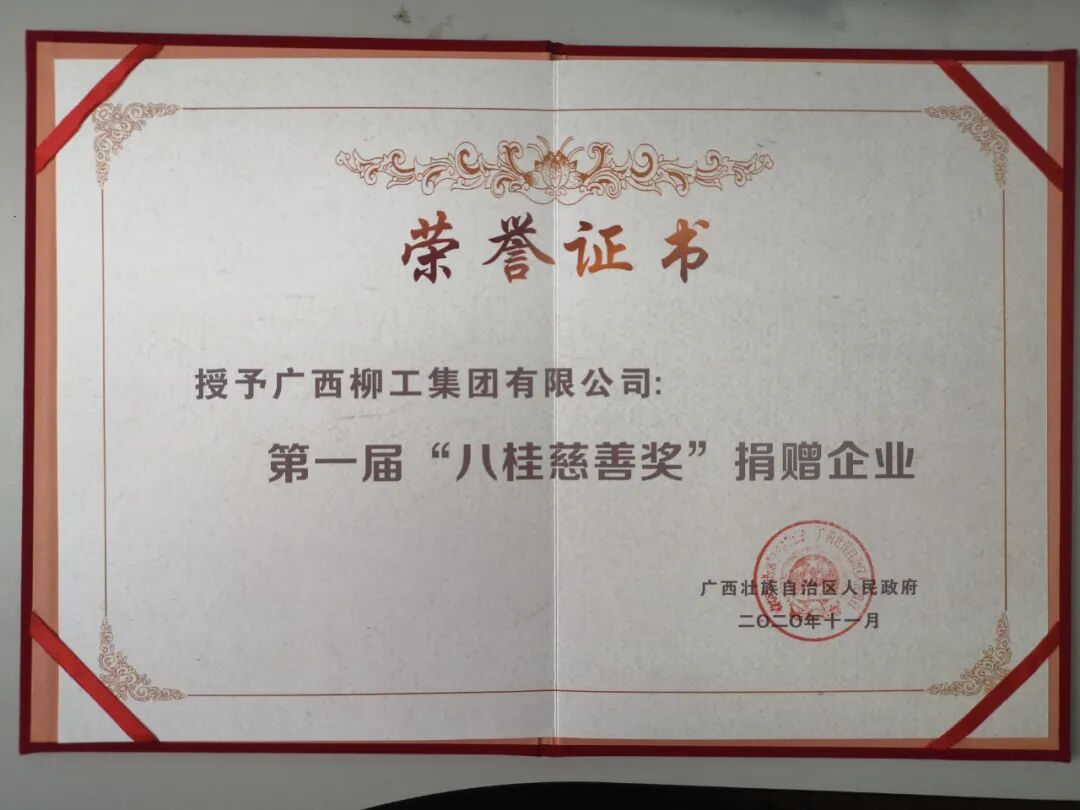 荣誉证书
授予广西柳工集团有限公司:
第一届“八桂慈善奖”捐赠企业
广西壮族自治区人民政府
二〇二〇年十一月